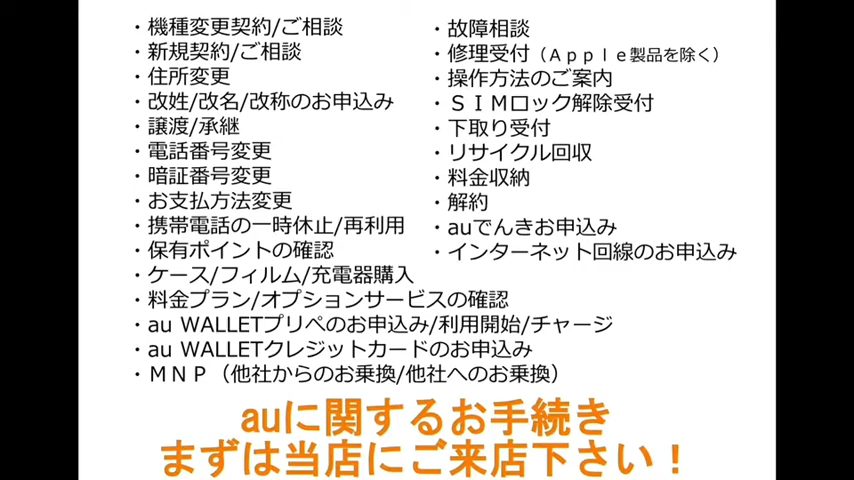 ・機種変更契約/ご相談
・新規契約/ご相談
・住所変更
・改姓/改名/改称のお申込み
・譲渡/承継
・電話番号変更
・暗証番号変更
・お支払方法変更
・携帯電話の一時休止/再利用
・保有ポイントの確認
・ケース/フィルム/充電器購入
・料金プラン/オプションサービスの確認
・au WALLETプリペのお申込み/利用開始/チャージ
・au WALLETクレジットカードのお申込み
・ＭＮＰ（他社からのお乗換/他社へのお乗換）
・故障相談
・修理受付（Ａｐｐｌｅ製品を除く）
・操作方法のご案内
・ＳＩＭロック解除受付
・下取り受付
・リサイクル回収
・料金収納
・解約
・auでんきお申込み
・インターネット回線のお申込み
auに関するお手続き
まずは当店にご来店下さい！